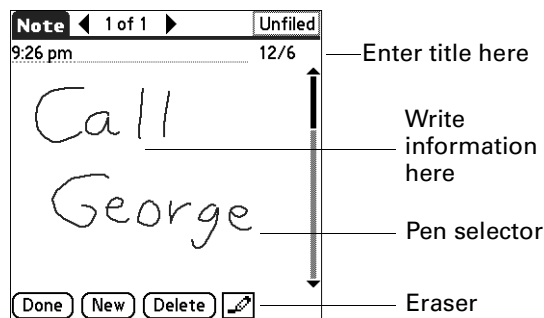 Note 1 of 1 Unfiled
9:26 pm 12/6 Enter title here
Call
Write
information
here
George
Pen selector
Done New Delete Eraser